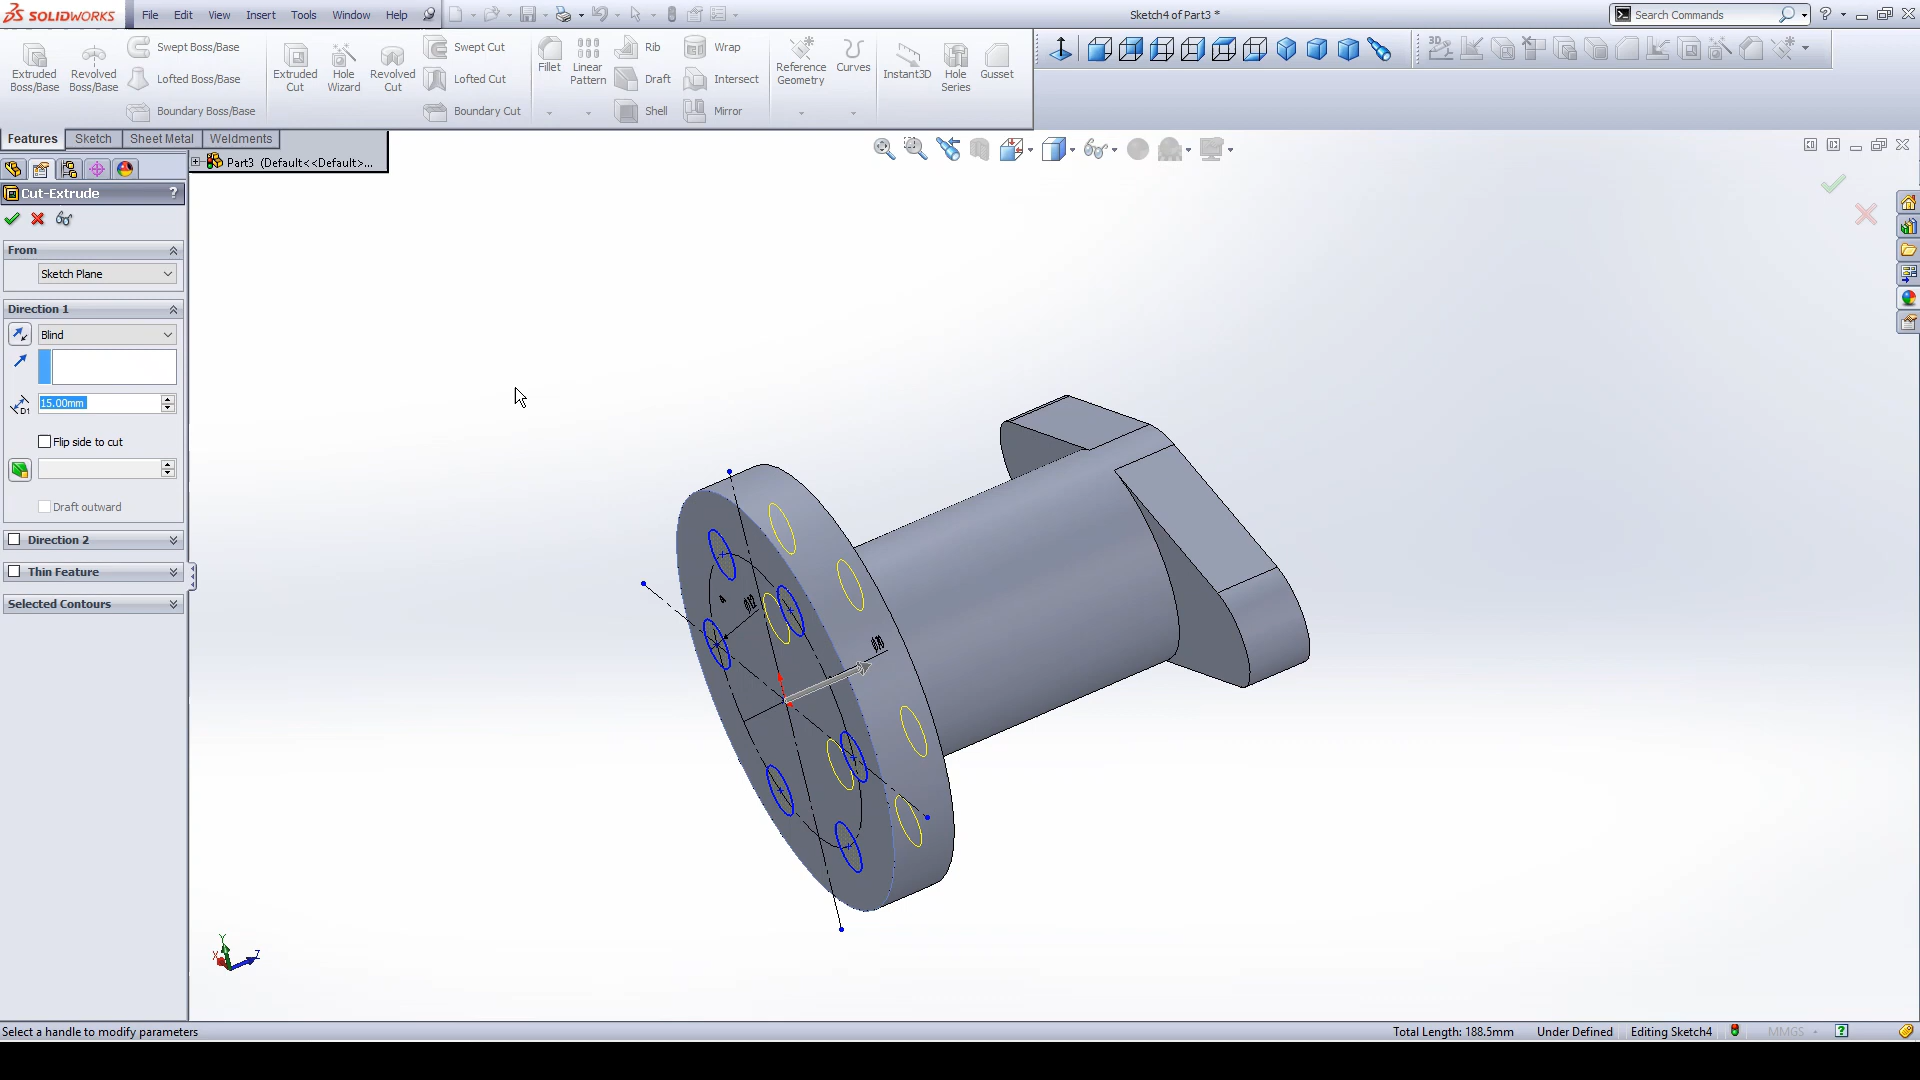 SOLIDWORKS File Edit View Insert Tools Window Help Sketch4 of Part3 * Search Commands ?
Extruded Boss/Base
Revolved Boss/Base
Swept Boss/Base
Lofted Boss/Base
Boundary Boss/Base
Extruded Cut
Hole Wizard
Revolved Cut
Swept Cut
Lofted Cut
Boundary Cut
Fillet
Linear Pattern
Rib
Draft
Shell
Wrap
Intersect
Mirror
Reference Geometry
Curves
Instant3D
Hole Series
Gusset
3D
Features Sketch Sheet Metal Weldments
Part3 (Default<<Default>...
Cut-Extrude ?
From
Sketch Plane
Direction 1
Blind
D1 15.00mm
Flip side to cut
Draft outward
Direction 2
Thin Feature
Selected Contours
Y
X Z
Select a handle to modify parameters Total Length: 188.5mm Under Defined Editing Sketch4 MMGS ?